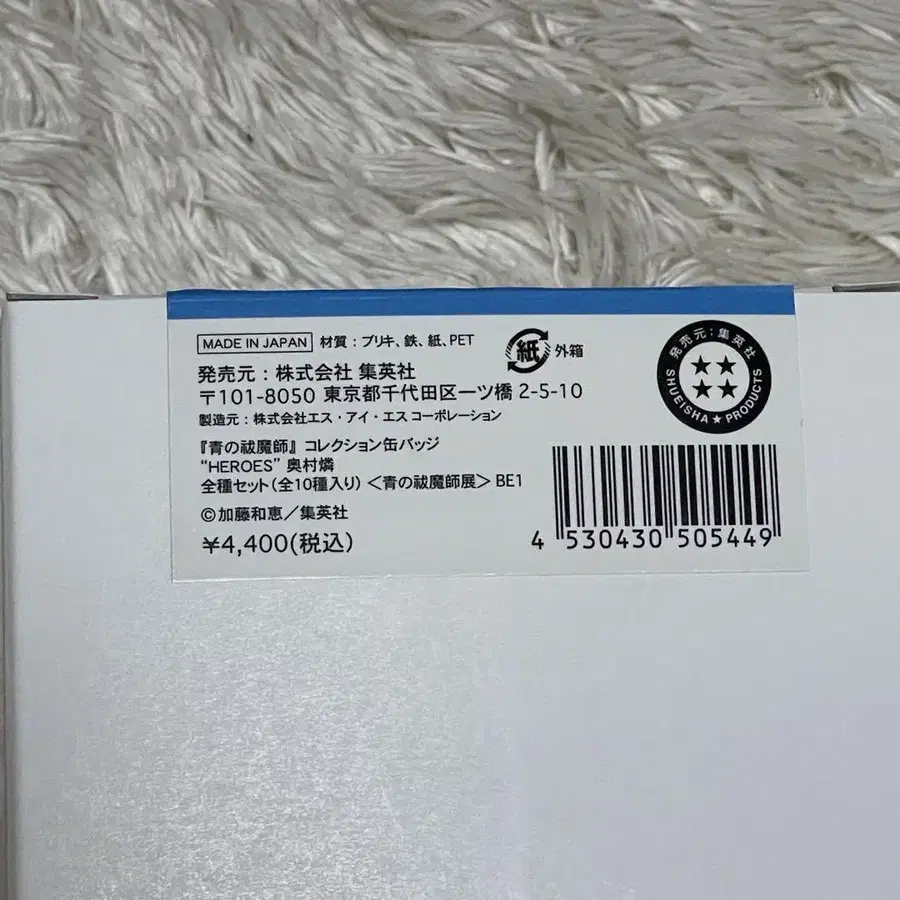 MADE IN JAPAN 材質：ブリキ、鉄、紙、PET
紙 外箱
発売元：株式会社 集英社
〒101-8050 東京都千代田区一ツ橋 2-5-10
製造元：株式会社エス・アイ・エス コーポレーション
『青の祓魔師』コレクション缶バッジ
“HEROES” 奥村燐
全種セット（全10種入り）＜青の祓魔師展＞ BE1
©加藤和恵／集英社
¥4,400(税込)
発売元：集英社
SHUEISHA★PRODUCTS
4 530430 505449